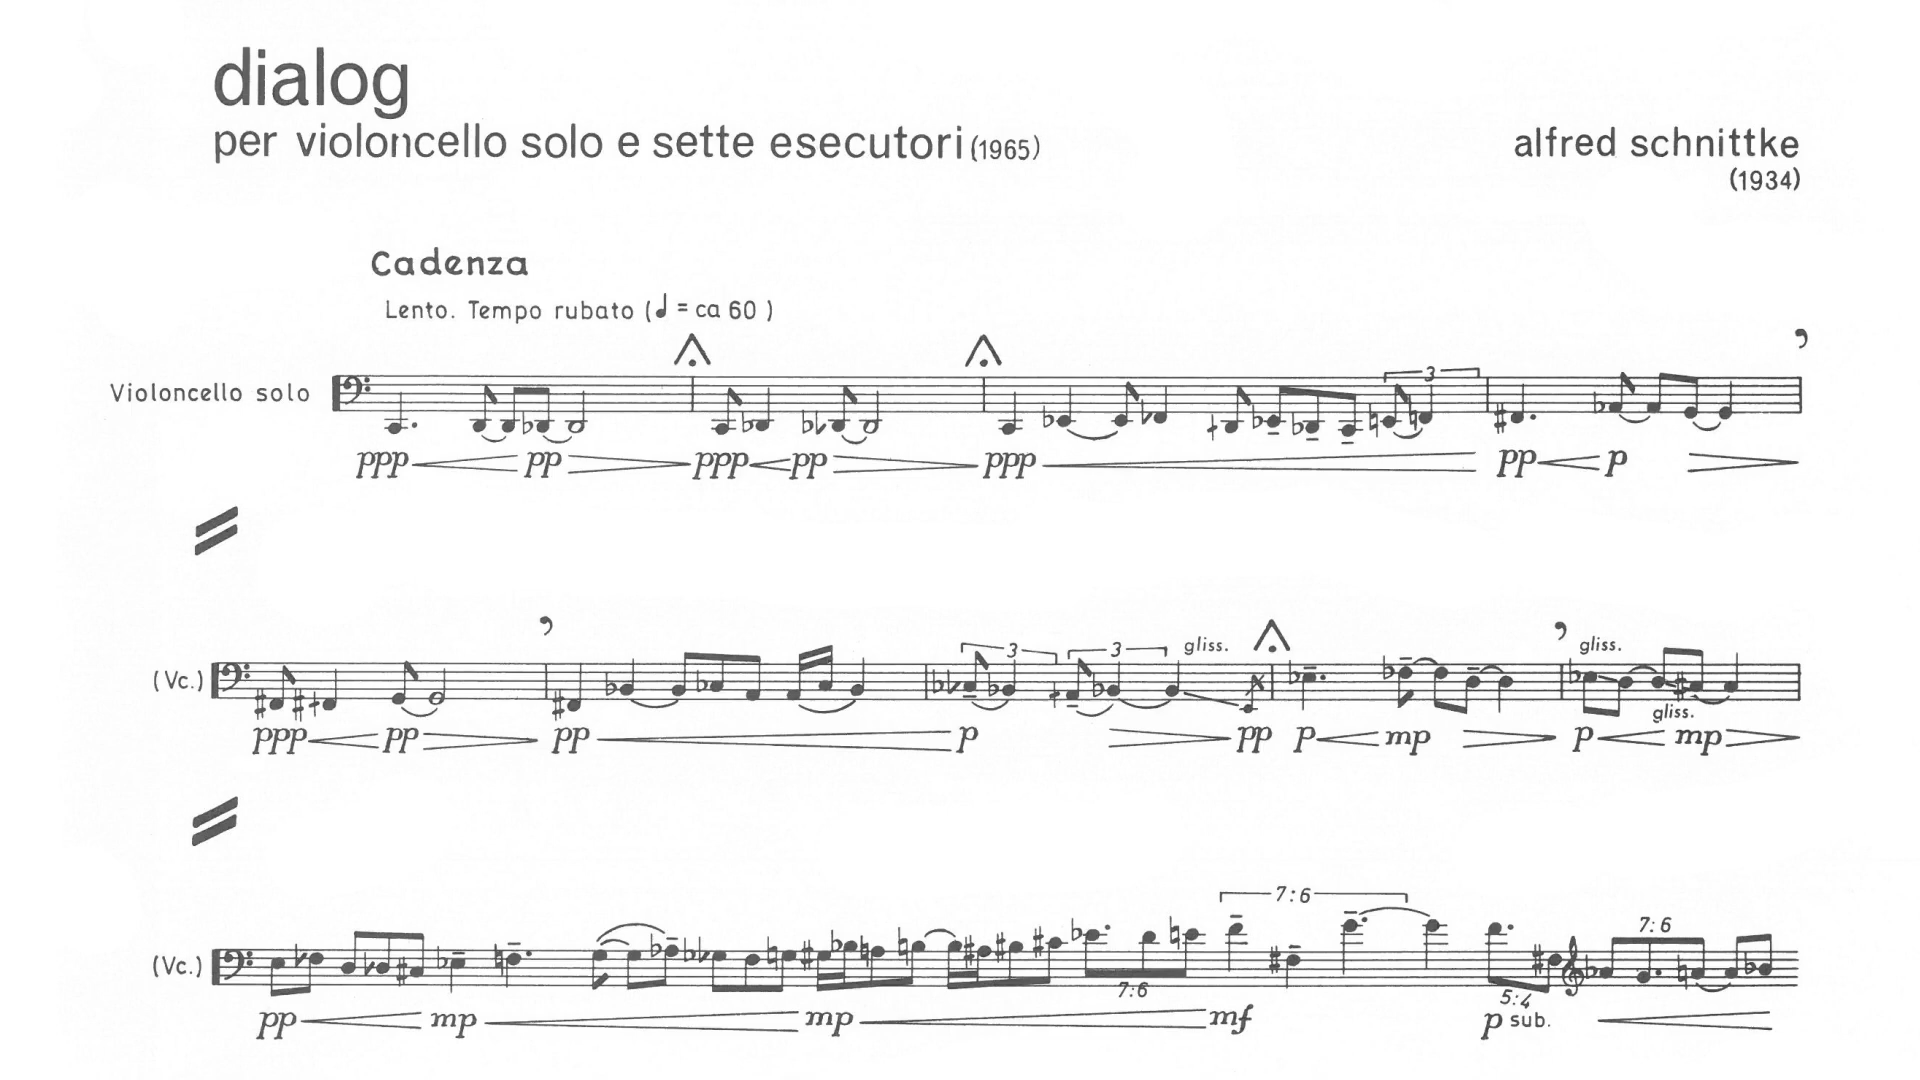 dialog
per violoncello solo e sette esecutori (1965)
alfred schnittke
(1934)
Cadenza
Lento. Tempo rubato (♩ = ca 60 )
3
Violoncello solo
ppp pp ppp pp ppp pp p
3 3 gliss. gliss.
(Vc.)
gliss.
ppp pp pp p pp p mp p mp
7:6
7:6
(Vc.)
7:6 5:4
pp mp mp mf p sub.